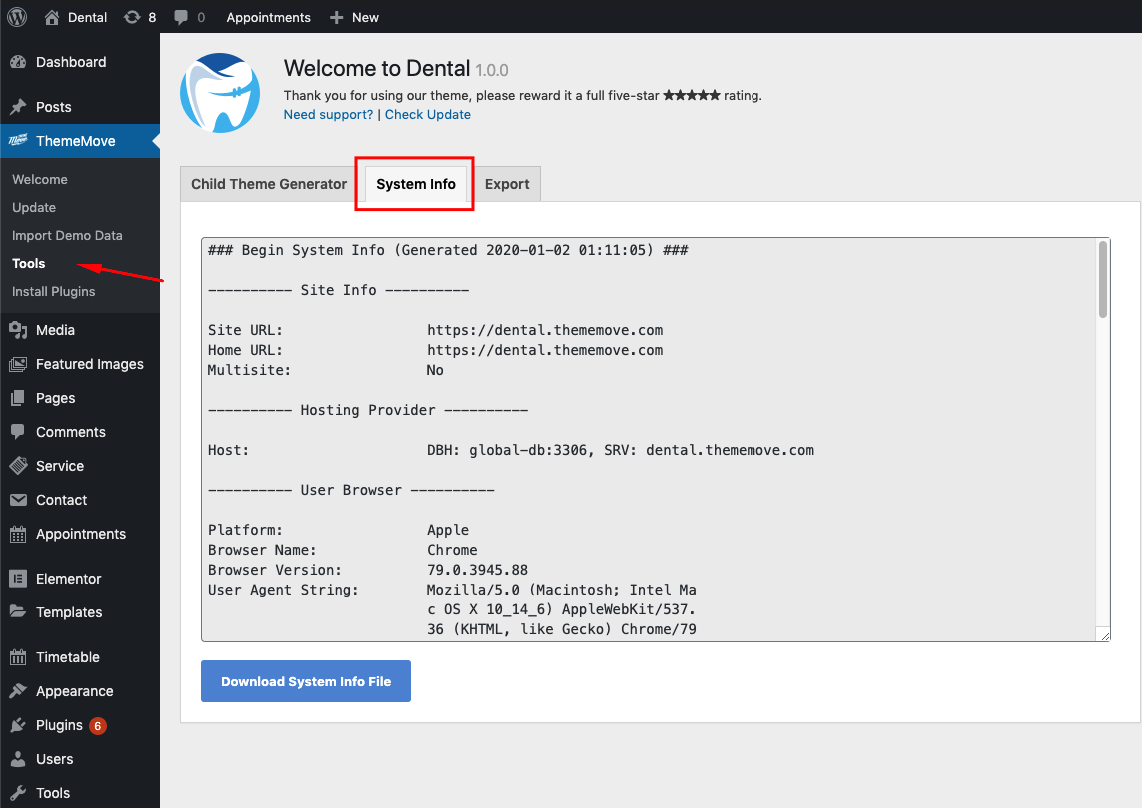 Dental 8 0 Appointments New
Dashboard
Posts
ThemeMove
Welcome
Update
Import Demo Data
Tools
Install Plugins
Media
Featured Images
Pages
Comments
Service
Contact
Appointments
Elementor
Templates
Timetable
Appearance
Plugins 6
Users
Tools
Welcome to Dental 1.0.0
Thank you for using our theme, please reward it a full five-star ★★★★★ rating.
Need support? | Check Update
Child Theme Generator System Info Export
### Begin System Info (Generated 2020-01-02 01:11:05) ###
---------- Site Info ----------
Site URL: https://dental.thememove.com
Home URL: https://dental.thememove.com
Multisite: No
---------- Hosting Provider ----------
Host: DBH: global-db:3306, SRV: dental.thememove.com
---------- User Browser ----------
Platform: Apple
Browser Name: Chrome
Browser Version: 79.0.3945.88
User Agent String: Mozilla/5.0 (Macintosh; Intel Ma
c OS X 10_14_6) AppleWebKit/537.
36 (KHTML, like Gecko) Chrome/79
Download System Info File